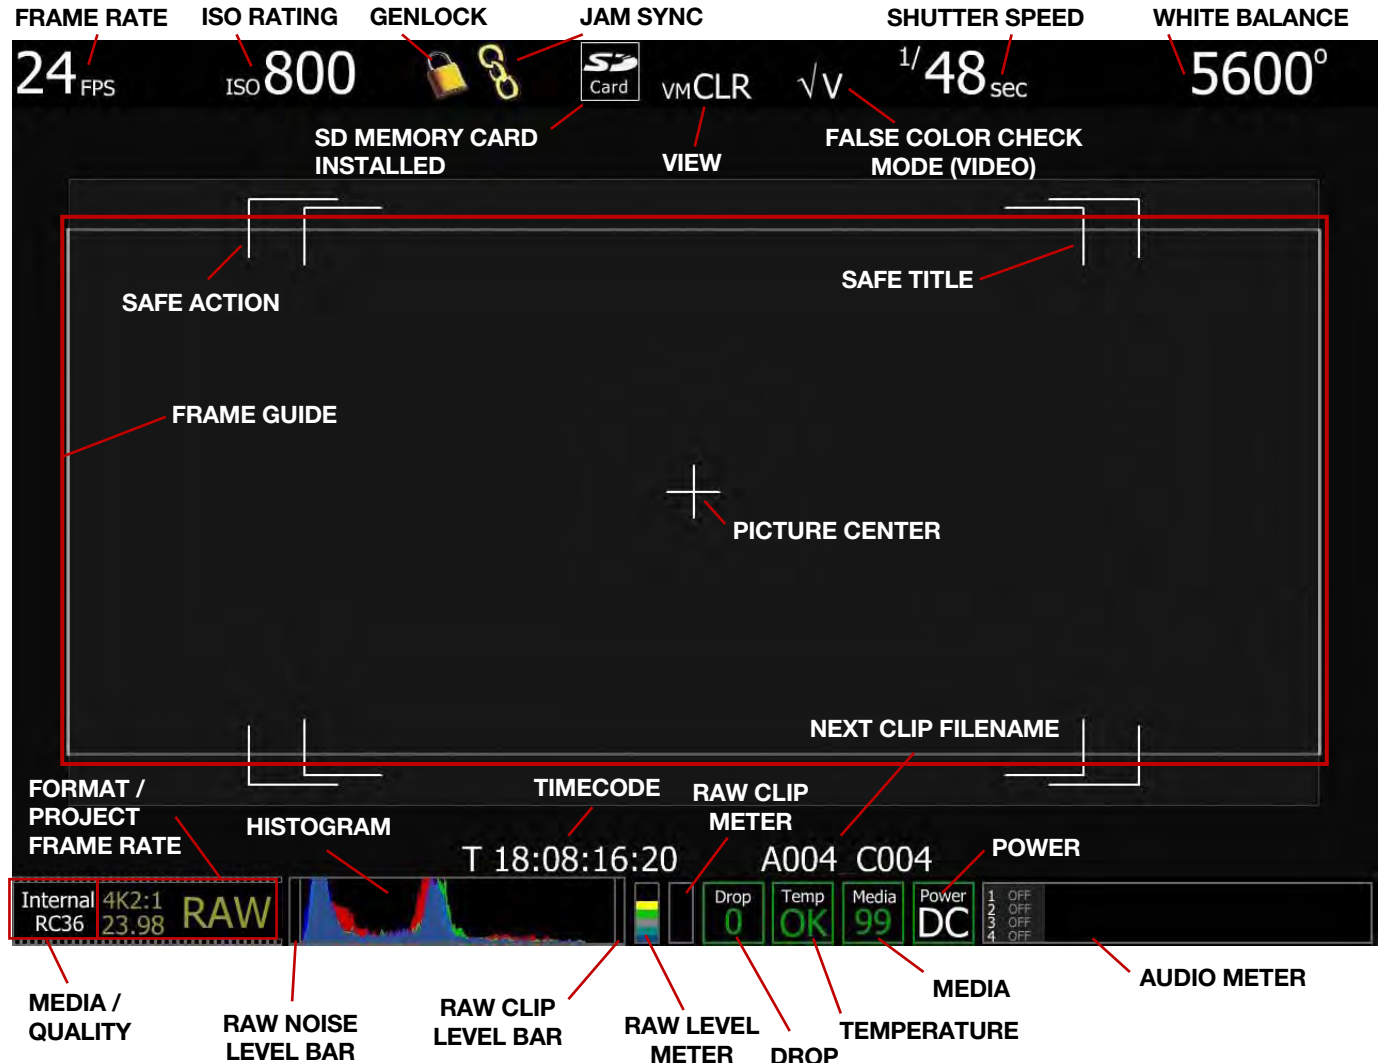 FRAME RATE
ISO RATING
GENLOCK
JAM SYNC
SHUTTER SPEED
WHITE BALANCE
24 FPS
ISO 800
SD
Card
VM CLR
√V
1/48 sec
5600°
SD MEMORY CARD
INSTALLED
VIEW
FALSE COLOR CHECK
MODE (VIDEO)
SAFE ACTION
SAFE TITLE
FRAME GUIDE
PICTURE CENTER
NEXT CLIP FILENAME
FORMAT /
PROJECT
FRAME RATE
HISTOGRAM
TIMECODE
RAW CLIP
METER
POWER
T 18:08:16:20
A004_C004
Internal
RC36
4K2:1
23.98
RAW
Drop
0
Temp
OK
Media
99
Power
DC
1 OFF
2 OFF
3 OFF
4 OFF
MEDIA /
QUALITY
RAW NOISE
LEVEL BAR
RAW CLIP
LEVEL BAR
RAW LEVEL
METER
DROP
TEMPERATURE
MEDIA
AUDIO METER